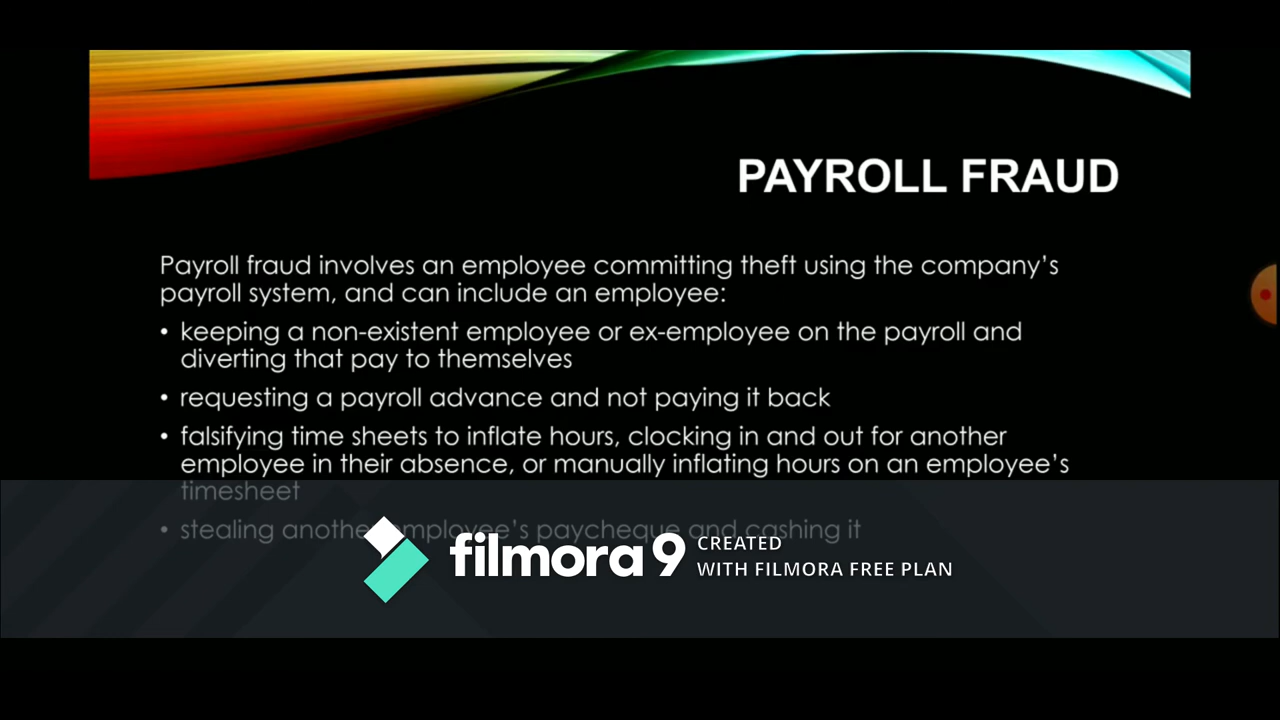 PAYROLL FRAUD
Payroll fraud involves an employee committing theft using the company's
payroll system, and can include an employee:
• keeping a non-existent employee or ex-employee on the payroll and
diverting that pay to themselves
• requesting a payroll advance and not paying it back
• falsifying time sheets to inflate hours, clocking in and out for another
employee in their absence, or manually inflating hours on an employee's
timesheet
• stealing another employee's paycheque and cashing it
filmora 9
CREATED
WITH FILMORA FREE PLAN